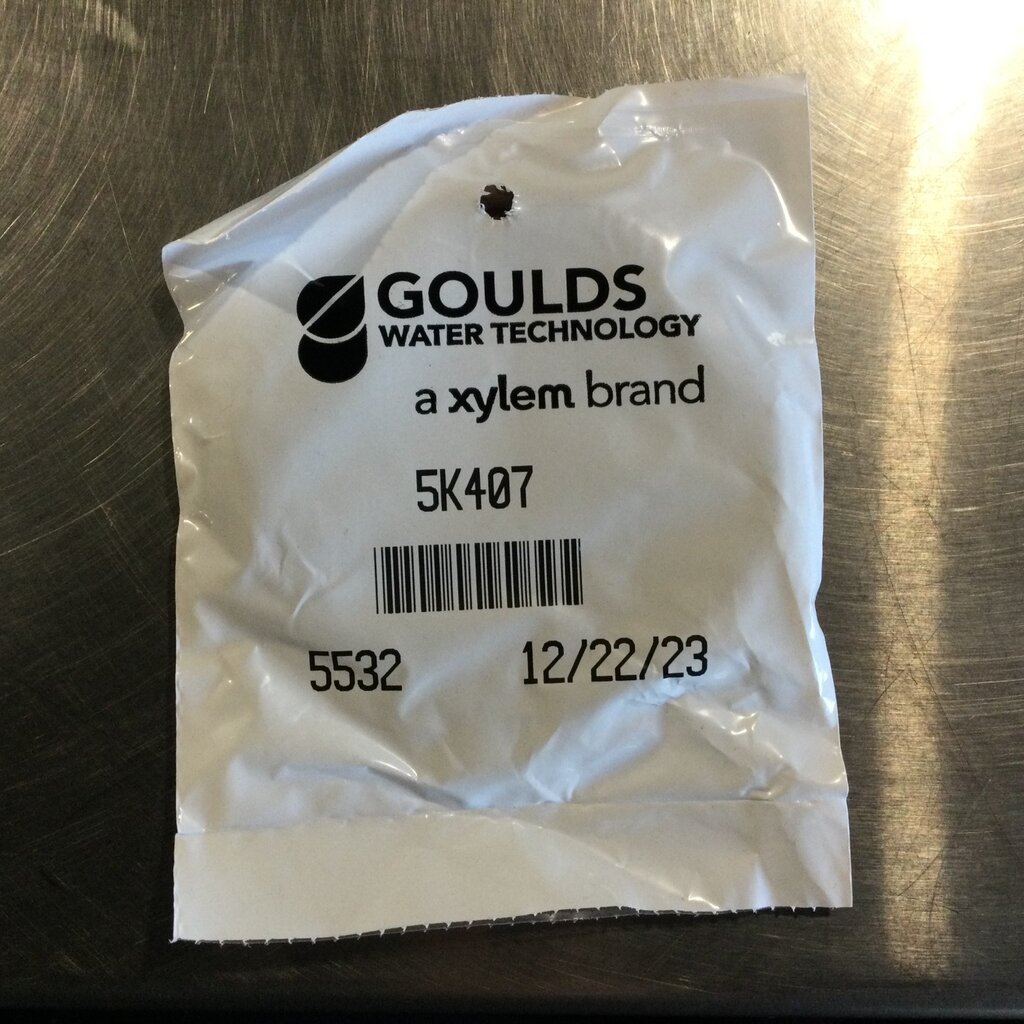 GOULDS
WATER TECHNOLOGY
a xylem brand
5K407
5532 12/22/23